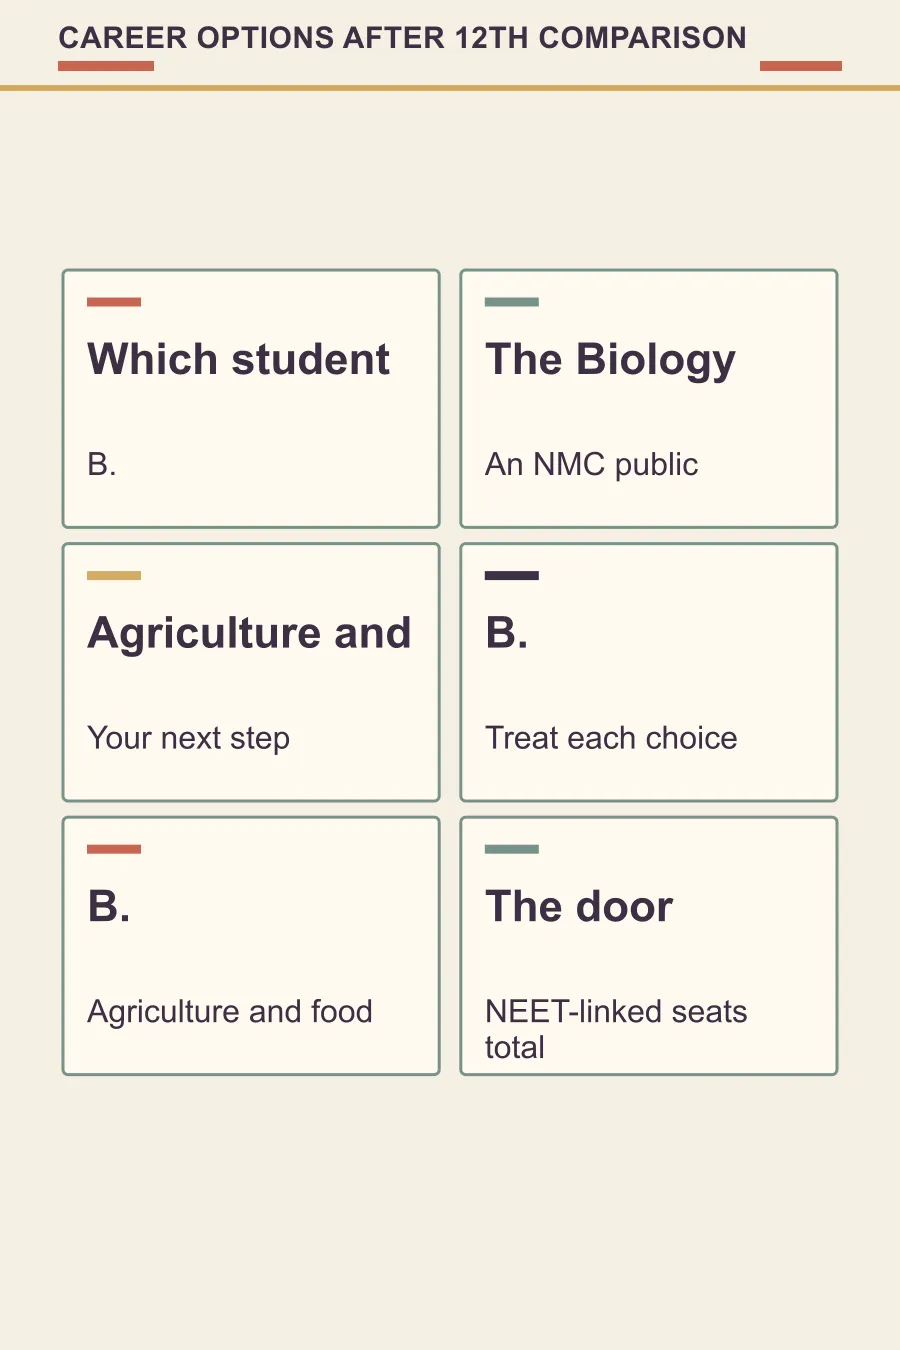 CAREER OPTIONS AFTER 12TH COMPARISON
Which student
B.
The Biology
An NMC public
Agriculture and
Your next step
B.
Treat each choice
B.
Agriculture and food
The door
NEET-linked seats
total